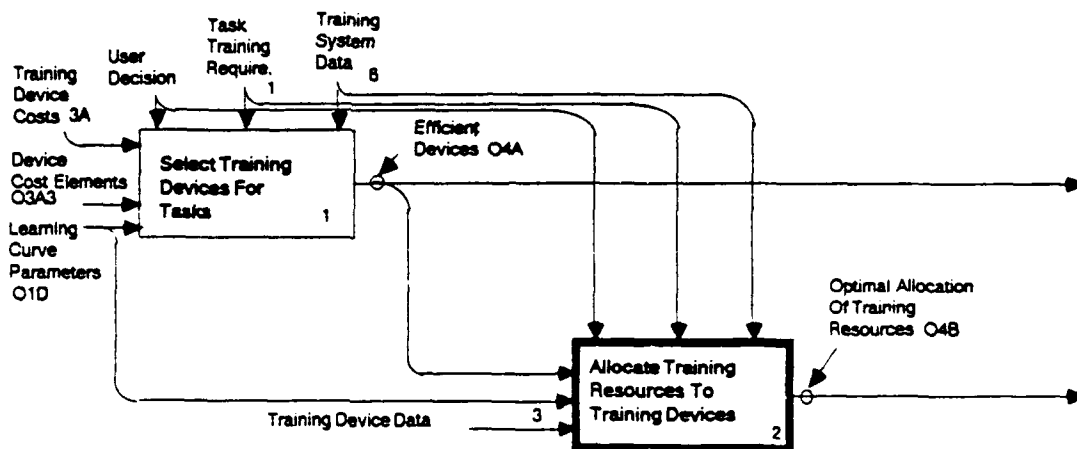 Training
System
Data
6
Task
Training
Require.
1
User
Decision
Training
Device
Costs 3A
Device
Cost Elements
O3A3
Learning
Curve
Parameters
O1D
Select Training
Devices For
Tasks
1
Efficient
Devices O4A
Optimal Allocation
Of Training
Resources O4B
Allocate Training
Resources To
Training Devices
2
Training Device Data
3